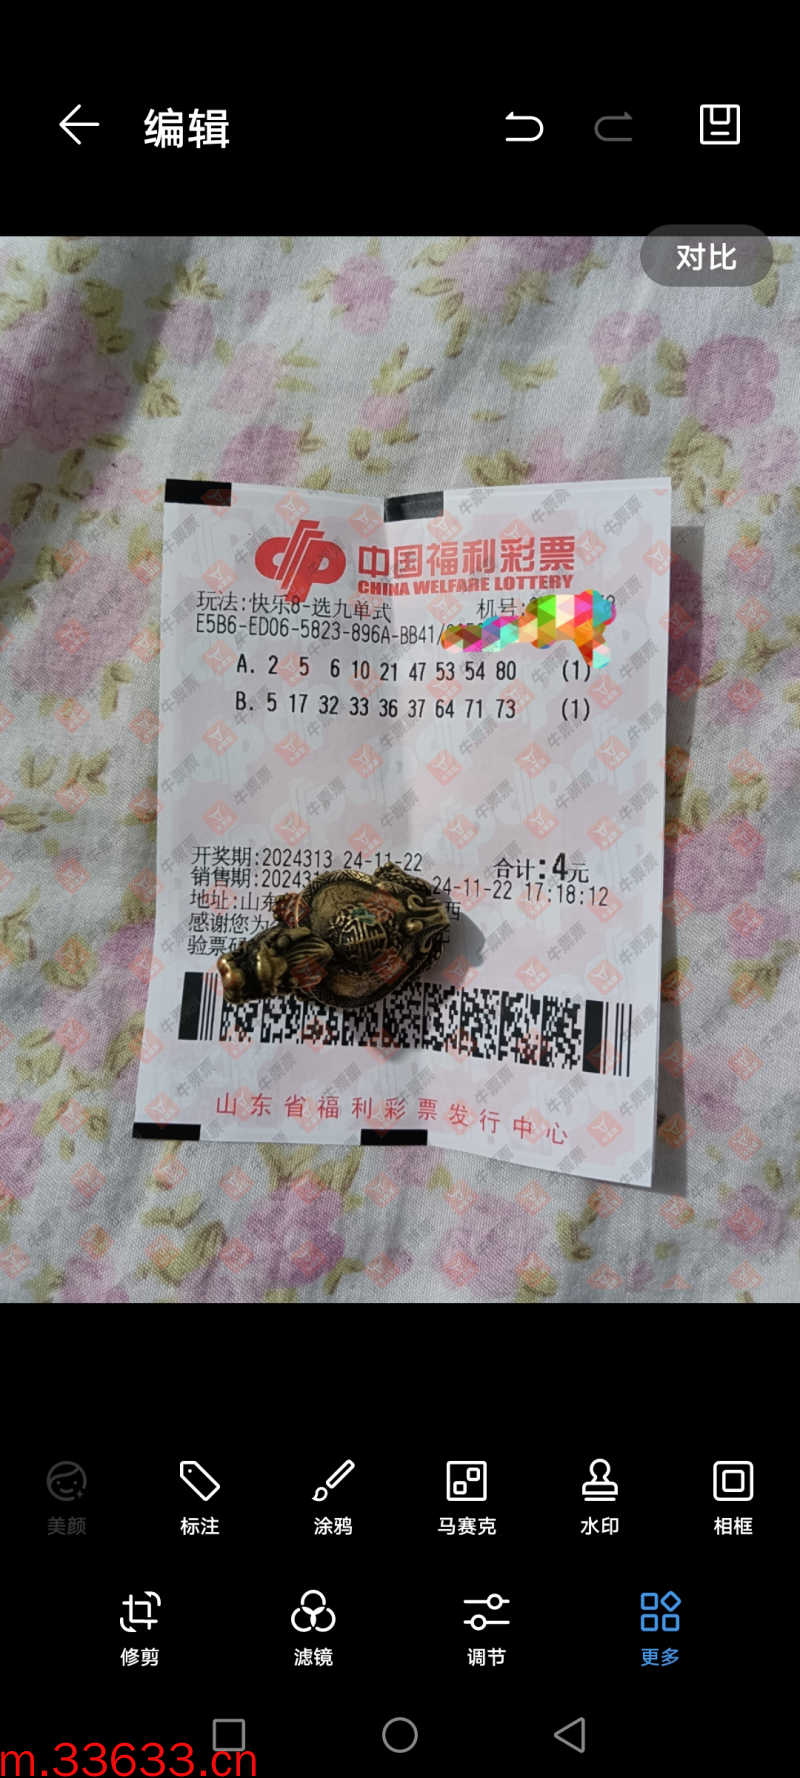 编辑
对比
中国福利彩票
CHINA WELFARE LOTTERY
玩法:快乐8-选九单式 机号:
E5B6-ED06-5823-896A-BB41/
A. 2 5 6 10 21 47 53 54 80 (1)
B. 5 17 32 33 36 37 64 71 73 (1)
开奖期:2024313 24-11-22 合计:4元
销售期:202431 24-11-22 17:18:12
地址:山东 西
感谢您为
验票码
山东省福利彩票发行中心
美颜 标注 涂鸦 马赛克 水印 相框
修剪 滤镜 调节 更多
m.33633.cn